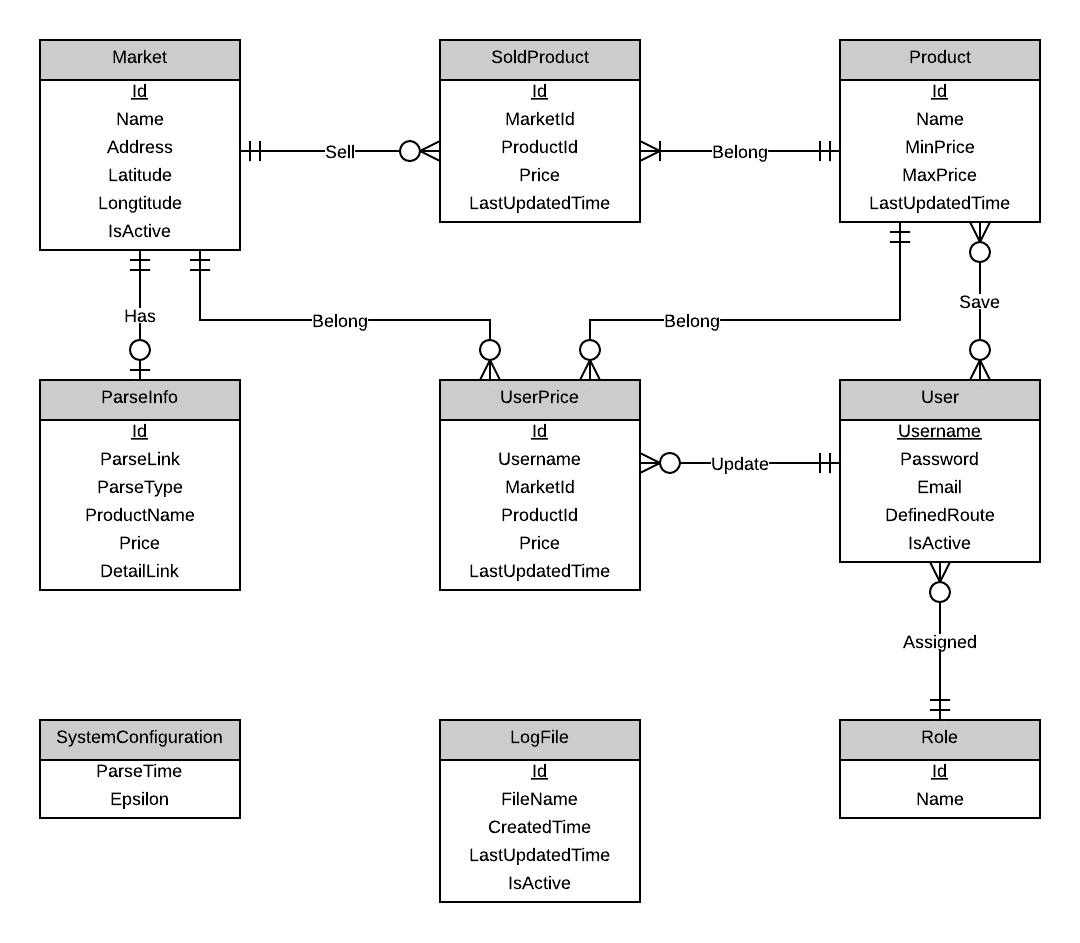 Market
Id
Name
Address
Latitude
Longtitude
IsActive
Sell
SoldProduct
Id
MarketId
ProductId
Price
LastUpdatedTime
Belong
Product
Id
Name
MinPrice
MaxPrice
LastUpdatedTime
Has
Belong
Belong
Save
ParseInfo
Id
ParseLink
ParseType
ProductName
Price
DetailLink
UserPrice
Id
Username
MarketId
ProductId
Price
LastUpdatedTime
Update
User
Username
Password
Email
DefinedRoute
IsActive
Assigned
SystemConfiguration
ParseTime
Epsilon
LogFile
Id
FileName
CreatedTime
LastUpdatedTime
IsActive
Role
Id
Name